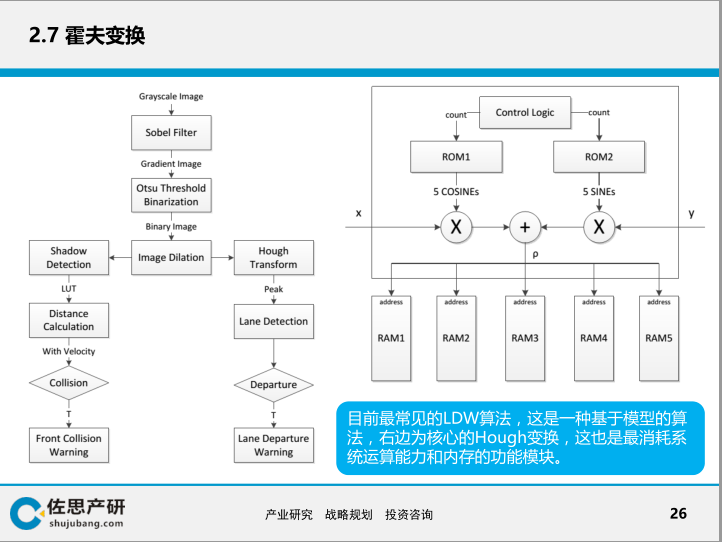 2.7 霍夫变换
Grayscale Image
Sobel Filter
Gradient Image
Otsu Threshold
Binarization
Binary Image
Shadow
Detection
Image Dilation
Hough
Transform
LUT
Peak
Distance
Calculation
Lane Detection
With Velocity
Collision
Departure
T
T
Front Collision
Warning
Lane Departure
Warning
Control Logic
count
count
ROM1
ROM2
5 COSINEs
5 SINEs
x
y
X
+
X
ρ
address
address
address
address
address
RAM1
RAM2
RAM3
RAM4
RAM5
目前最常见的LDW算法，这是一种基于模型的算
法，右边为核心的Hough变换，这也是最消耗系
统运算能力和内存的功能模块。
佐思产研
shujubang.com
产业研究 战略规划 投资咨询
26